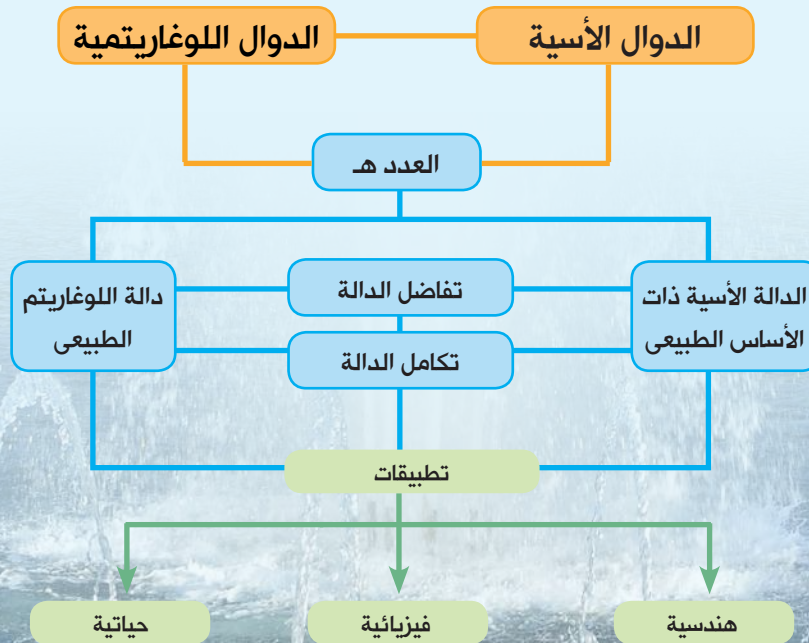 الدوال الأسية
الدوال اللوغاريتمية
العدد هـ
الدالة الأسية ذات
الأساس الطبيعى
تفاضل الدالة
تكامل الدالة
دالة اللوغاريتم
الطبيعى
تطبيقات
هندسية
فيزيائية
حياتية